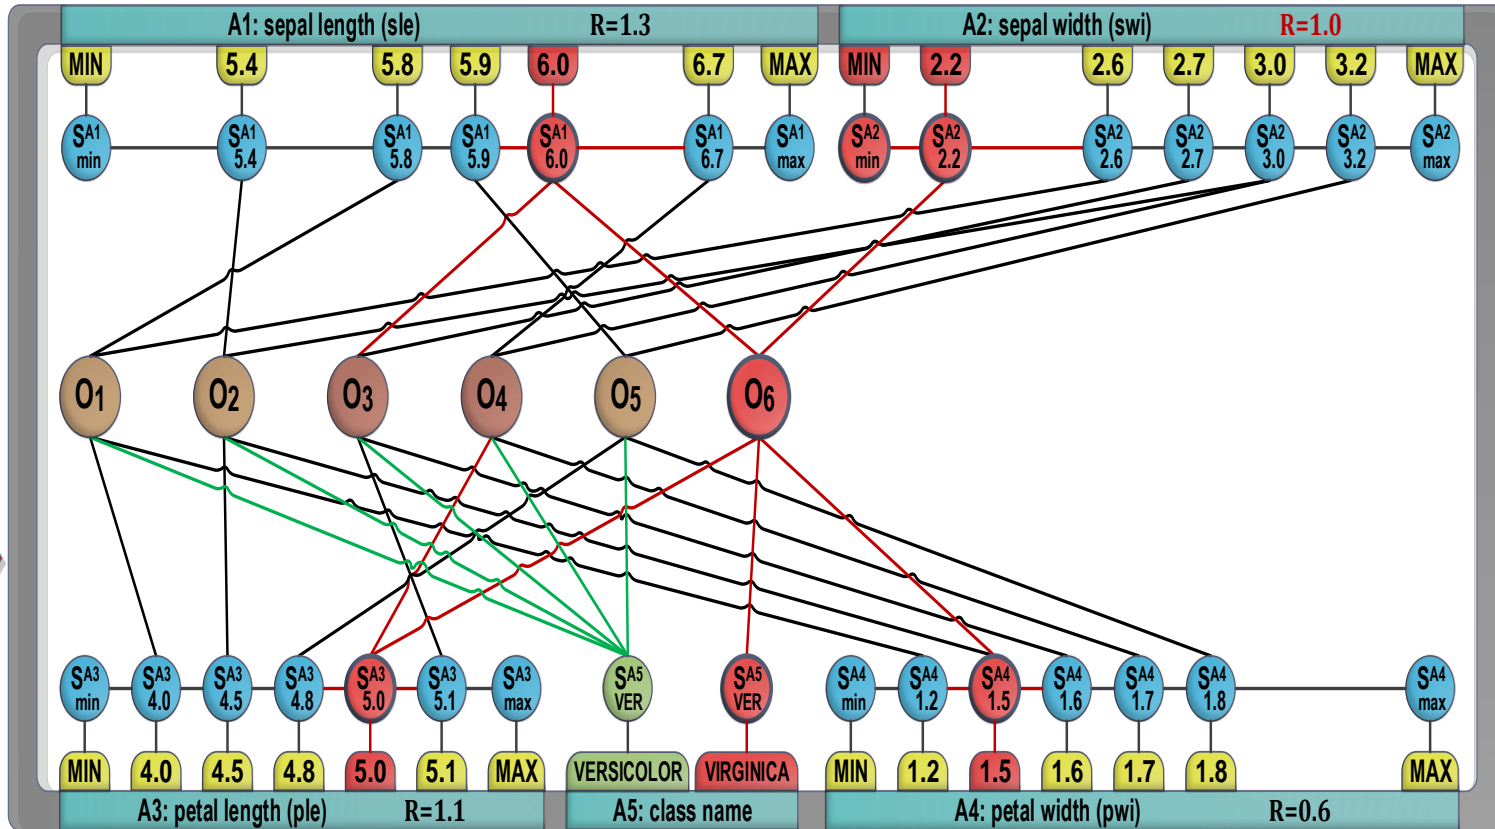 A1: sepal length (sle) R=1.3 A2: sepal width (swi) R=1.0
MIN 5.4 5.8 5.9 6.0 6.7 MAX MIN 2.2 2.6 2.7 3.0 3.2 MAX
SA1 SA1 SA1 SA1 SA1 SA1 SA1 SA2 SA2 SA2 SA2 SA2 SA2 SA2
min 5.4 5.8 5.9 6.0 6.7 max min 2.2 2.6 2.7 3.0 3.2 max
O1 O2 O3 O4 O5 O6
SA3 SA3 SA3 SA3 SA3 SA3 SA3 SA5 SA5 SA4 SA4 SA4 SA4 SA4 SA4 SA4
min 4.0 4.5 4.8 5.0 5.1 max VER VER min 1.2 1.5 1.6 1.7 1.8 max
MIN 4.0 4.5 4.8 5.0 5.1 MAX VERSICOLOR VIRGINICA MIN 1.2 1.5 1.6 1.7 1.8 MAX
A3: petal length (ple) R=1.1 A5: class name A4: petal width (pwi) R=0.6